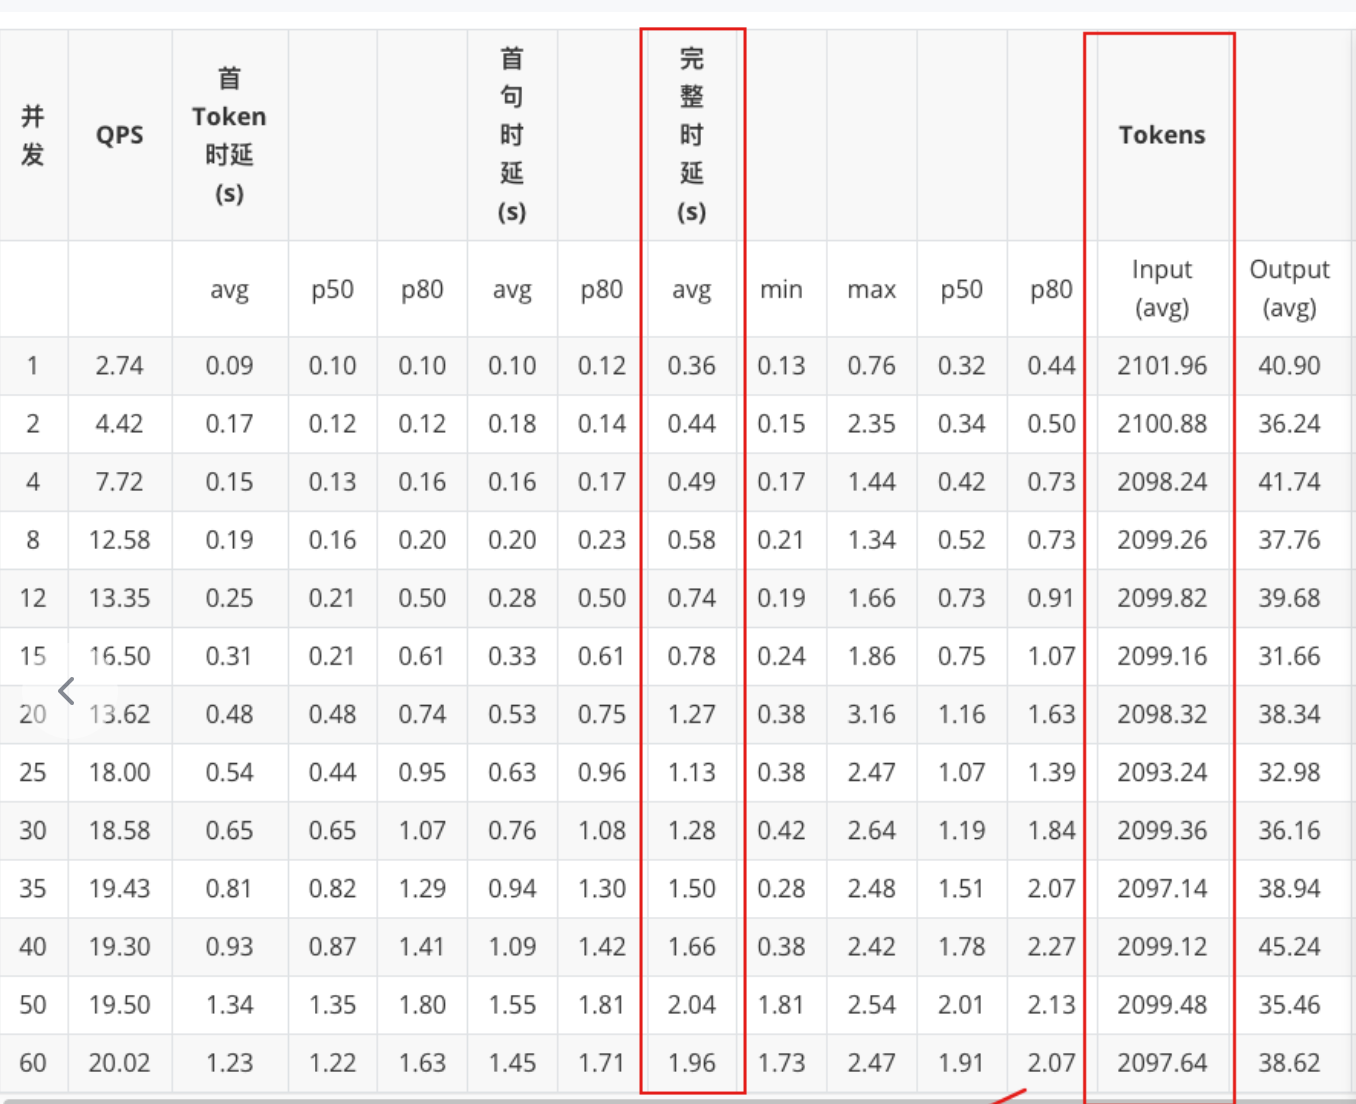 并发 QPS 首 Token 时延 (s) 首句时延 (s) 完整时延 (s) Tokens
avg p50 p80 avg p80 avg min max p50 p80 Input (avg) Output (avg)
1 2.74 0.09 0.10 0.10 0.10 0.12 0.36 0.13 0.76 0.32 0.44 2101.96 40.90
2 4.42 0.17 0.12 0.12 0.18 0.14 0.44 0.15 2.35 0.34 0.50 2100.88 36.24
4 7.72 0.15 0.13 0.16 0.16 0.17 0.49 0.17 1.44 0.42 0.73 2098.24 41.74
8 12.58 0.19 0.16 0.20 0.20 0.23 0.58 0.21 1.34 0.52 0.73 2099.26 37.76
12 13.35 0.25 0.21 0.50 0.28 0.50 0.74 0.19 1.66 0.73 0.91 2099.82 39.68
15 16.50 0.31 0.21 0.61 0.33 0.61 0.78 0.24 1.86 0.75 1.07 2099.16 31.66
20 13.62 0.48 0.48 0.74 0.53 0.75 1.27 0.38 3.16 1.16 1.63 2098.32 38.34
25 18.00 0.54 0.44 0.95 0.63 0.96 1.13 0.38 2.47 1.07 1.39 2093.24 32.98
30 18.58 0.65 0.65 1.07 0.76 1.08 1.28 0.42 2.64 1.19 1.84 2099.36 36.16
35 19.43 0.81 0.82 1.29 0.94 1.30 1.50 0.28 2.48 1.51 2.07 2097.14 38.94
40 19.30 0.93 0.87 1.41 1.09 1.42 1.66 0.38 2.42 1.78 2.27 2099.12 45.24
50 19.50 1.34 1.35 1.80 1.55 1.81 2.04 1.81 2.54 2.01 2.13 2099.48 35.46
60 20.02 1.23 1.22 1.63 1.45 1.71 1.96 1.73 2.47 1.91 2.07 2097.64 38.62